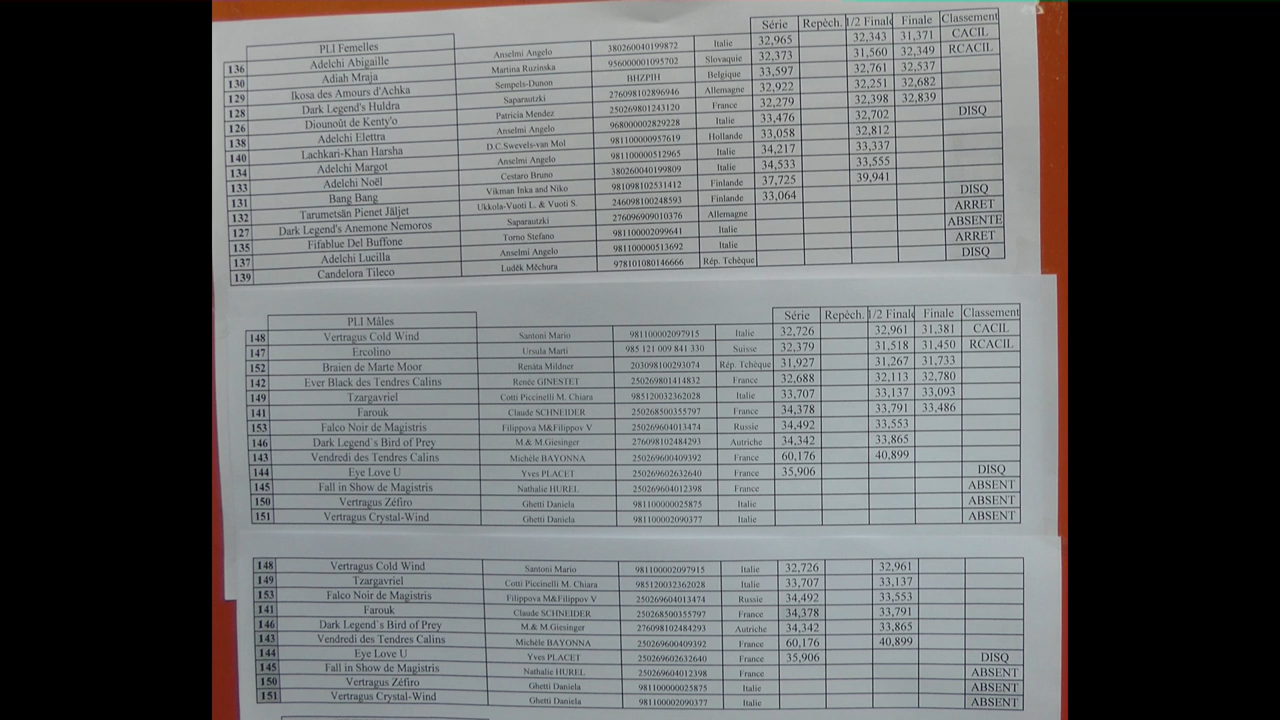 PLI Femelles Série Repêch. 1/2 Finale Finale Classement
136 Adelchi Abigaille Anselmi Angelo 380260040199872 Italie 32,965 32,343 31,371 CACIL
130 Adiah Mraja Martina Ruzinska 956000001095702 Slovaquie 32,373 31,560 32,349 RCACIL
129 Ikosa des Amours d'Achka Sempels-Dunon BHZPIH Belgique 33,597 32,761 32,537
128 Dark Legend's Huldra Saparautzki 276098102896946 Allemagne 32,922 32,251 32,682
126 Diounoût de Kenty'o Patricia Mendez 250269801243120 France 32,279 32,398 32,839
138 Adelchi Elettra Anselmi Angelo 968000002829228 Italie 33,476 32,702 DISQ
140 Lachkari-Khan Harsha D.C.Swevels-van Mol 981100000957619 Hollande 33,058 32,812
134 Adelchi Margot Anselmi Angelo 981100000512965 Italie 34,217 33,337
133 Adelchi Noël Cestaro Bruno 380260040199809 Italie 34,533 33,555
131 Bang Bang Vikman Inka and Niko 981098102531412 Finlande 37,725 39,941
132 Tarumetsän Pienet Jäljet Ukkola-Vuoti L. & Vuoti S. 246098100248593 Finlande 33,064 DISQ
127 Dark Legend's Anemone Nemoros Saparautzki 276096909010376 Allemagne ARRET
135 Fifablue Del Buffone Torno Stefano 981100002099641 Italie ABSENTE
137 Adelchi Lucilla Anselmi Angelo 981100000513692 Italie ARRET
139 Candelora Tileco Luděk Měchura 978101080146666 Rép. Tchèque DISQ
PLI Mâles Série Repêch. 1/2 Finale Finale Classement
148 Vertragus Cold Wind Santoni Mario 981100002097915 Italie 32,726 32,961 31,381 CACIL
147 Ercolino Ursula Marti 985 121 009 841 330 Suisse 32,379 31,518 31,450 RCACIL
152 Braien de Marte Moor Renáta Mildner 203098100293074 Rép. Tchèque 31,927 31,267 31,733
142 Ever Black des Tendres Calins Renée GINESTET 250269801414832 France 32,688 32,113 32,780
149 Tzargavriel Cotti Piccinelli M. Chiara 985120032362028 Italie 33,707 33,137 33,093
141 Farouk Claude SCHNEIDER 250268500355797 France 34,378 33,791 33,486
153 Falco Noir de Magistris Filippova M&Filippov V 250269604013474 Russie 34,492 33,553
146 Dark Legend`s Bird of Prey M.& M.Giesinger 276098102484293 Autriche 34,342 33,865
143 Vendredi des Tendres Calins Michèle BAYONNA 250269600409392 France 60,176 40,899
144 Eye Love U Yves PLACET 250269602632640 France 35,906 DISQ
145 Fall in Show de Magistris Nathalie HUREL 250269604012398 France ABSENT
150 Vertragus Zéfiro Ghetti Daniela 981100000025875 Italie ABSENT
151 Vertragus Crystal-Wind Ghetti Daniela 981100002090377 Italie ABSENT
148 Vertragus Cold Wind Santoni Mario 981100002097915 Italie 32,726 32,961
149 Tzargavriel Cotti Piccinelli M. Chiara 985120032362028 Italie 33,707 33,137
153 Falco Noir de Magistris Filippova M&Filippov V 250269604013474 Russie 34,492 33,553
141 Farouk Claude SCHNEIDER 250268500355797 France 34,378 33,791
146 Dark Legend`s Bird of Prey M.& M.Giesinger 276098102484293 Autriche 34,342 33,865
143 Vendredi des Tendres Calins Michèle BAYONNA 250269600409392 France 60,176 40,899
144 Eye Love U Yves PLACET 250269602632640 France 35,906 DISQ
145 Fall in Show de Magistris Nathalie HUREL 250269604012398 France ABSENT
150 Vertragus Zéfiro Ghetti Daniela 981100000025875 Italie ABSENT
151 Vertragus Crystal-Wind Ghetti Daniela 981100002090377 Italie ABSENT